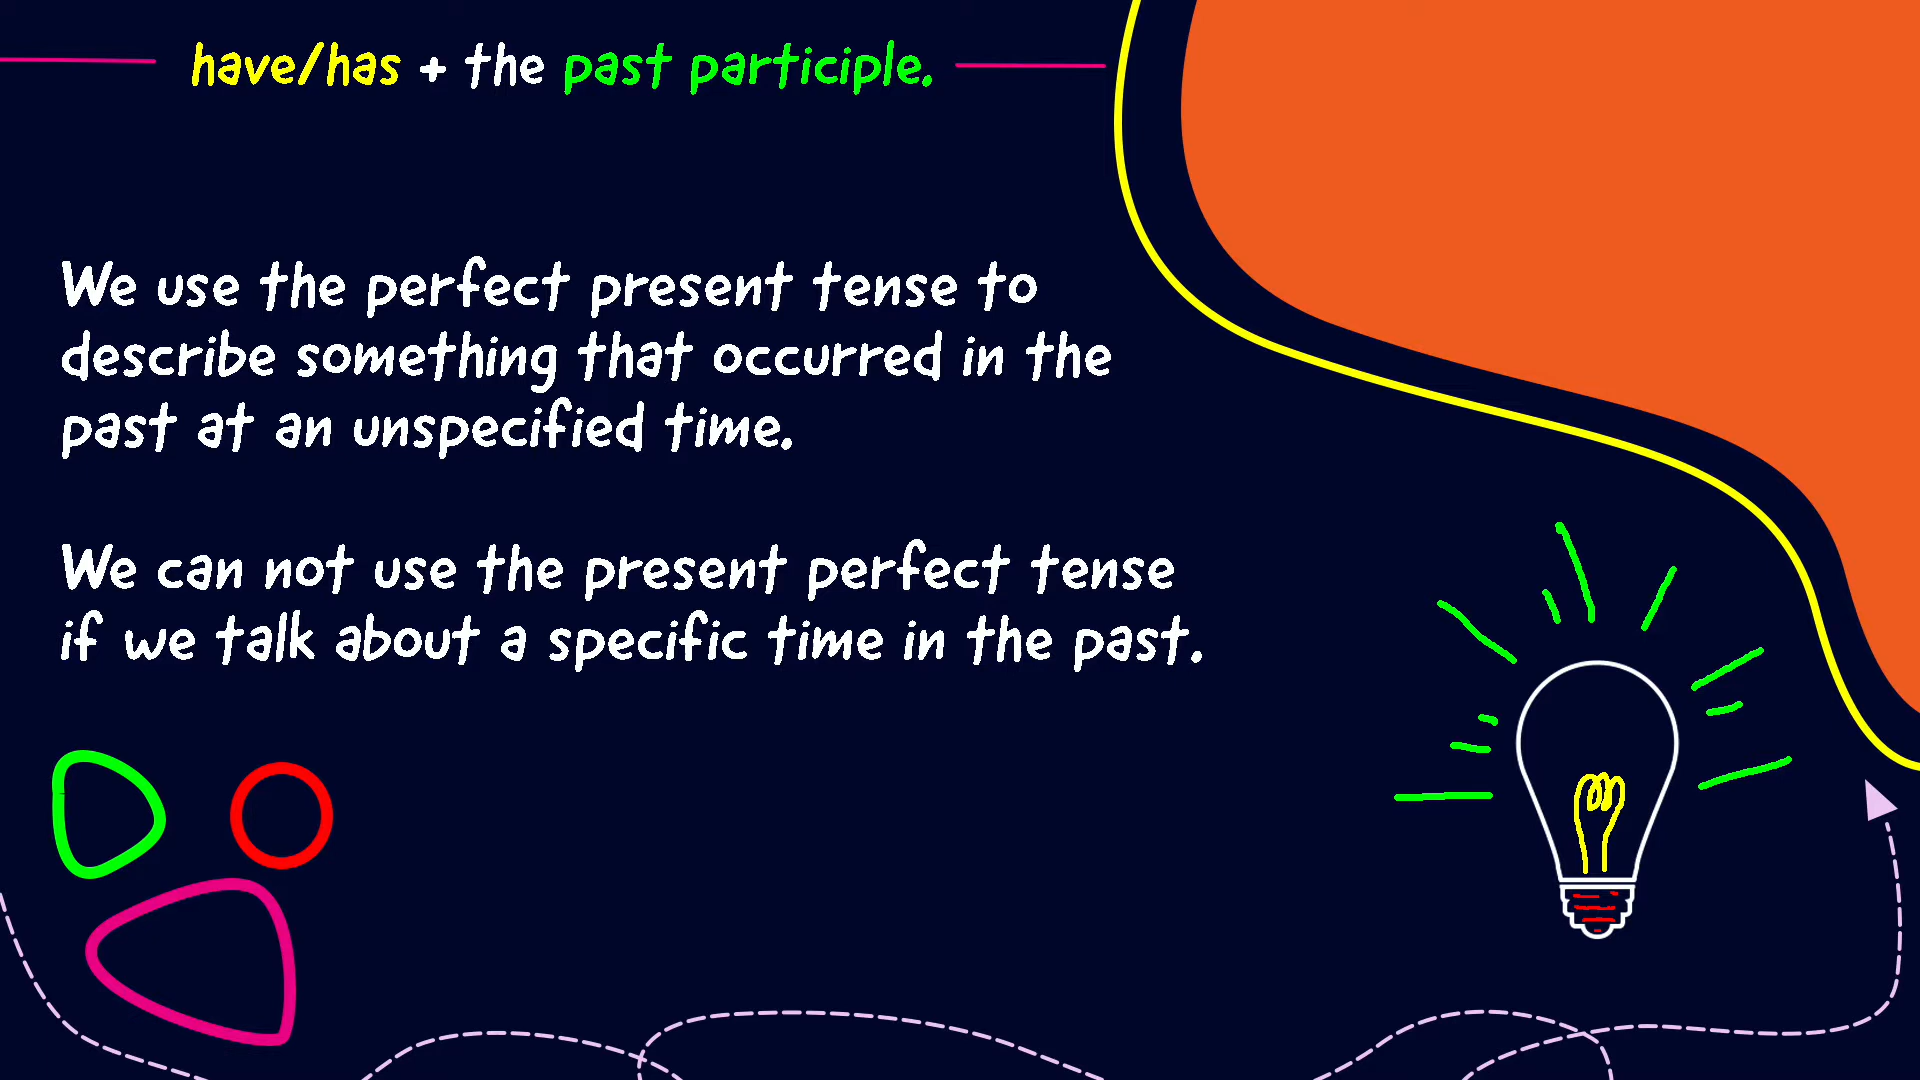 have/has + the past participle.
We use the perfect present tense to
describe something that occurred in the
past at an unspecified time.
We can not use the present perfect tense
if we talk about a specific time in the past.